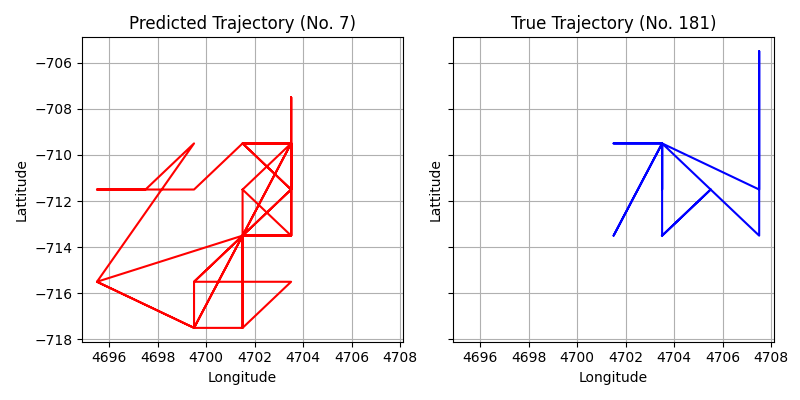 Predicted Trajectory (No. 7)
True Trajectory (No. 181)
Lattitude
−706
−708
−710
−712
−714
−716
−718
4696 4698 4700 4702 4704 4706 4708
Longitude
Lattitude
4696 4698 4700 4702 4704 4706 4708
Longitude